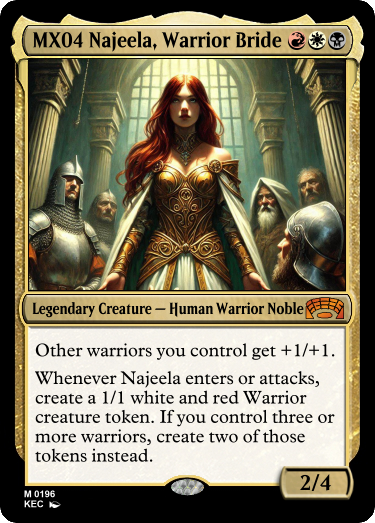 MX04 Najeela, Warrior Bride
Legendary Creature — Human Warrior Noble
Other warriors you control get +1/+1.
Whenever Najeela enters or attacks,
create a 1/1 white and red Warrior
creature token. If you control three or
more warriors, create two of those
tokens instead.
2/4
M 0196
KEC